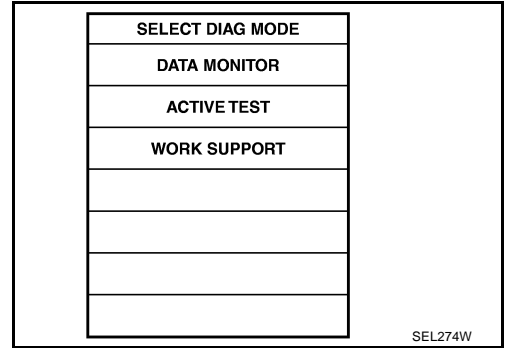 SELECT DIAG MODE
DATA MONITOR
ACTIVE TEST
WORK SUPPORT
SEL274W